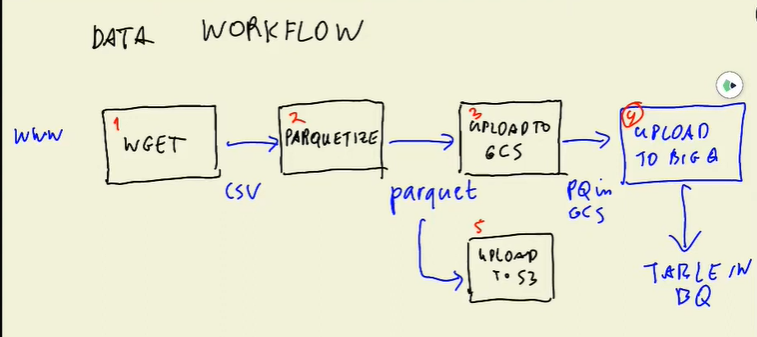 DATA WORKFLOW
WWW
1
WGET
CSV
2
PARQUETIZE
parquet
3
UPLOAD TO
GCS
PQ in
GCS
4
UPLOAD
TO BIG Q
TABLE IN
BQ
5
UPLOAD
TO S3